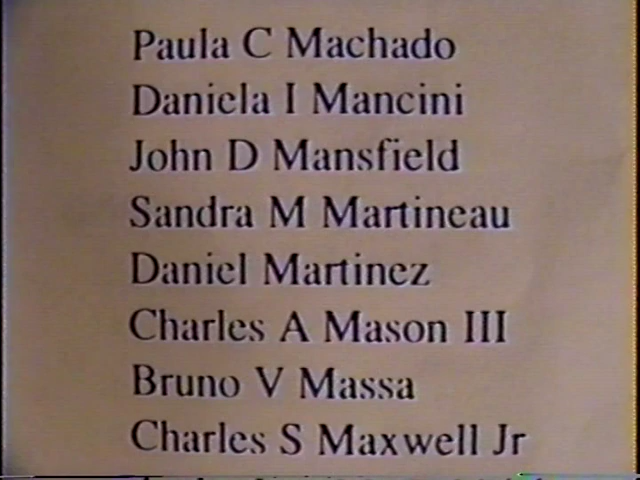 Paula C Machado
Daniela I Mancini
John D Mansfield
Sandra M Martineau
Daniel Martinez
Charles A Mason III
Bruno V Massa
Charles S Maxwell Jr